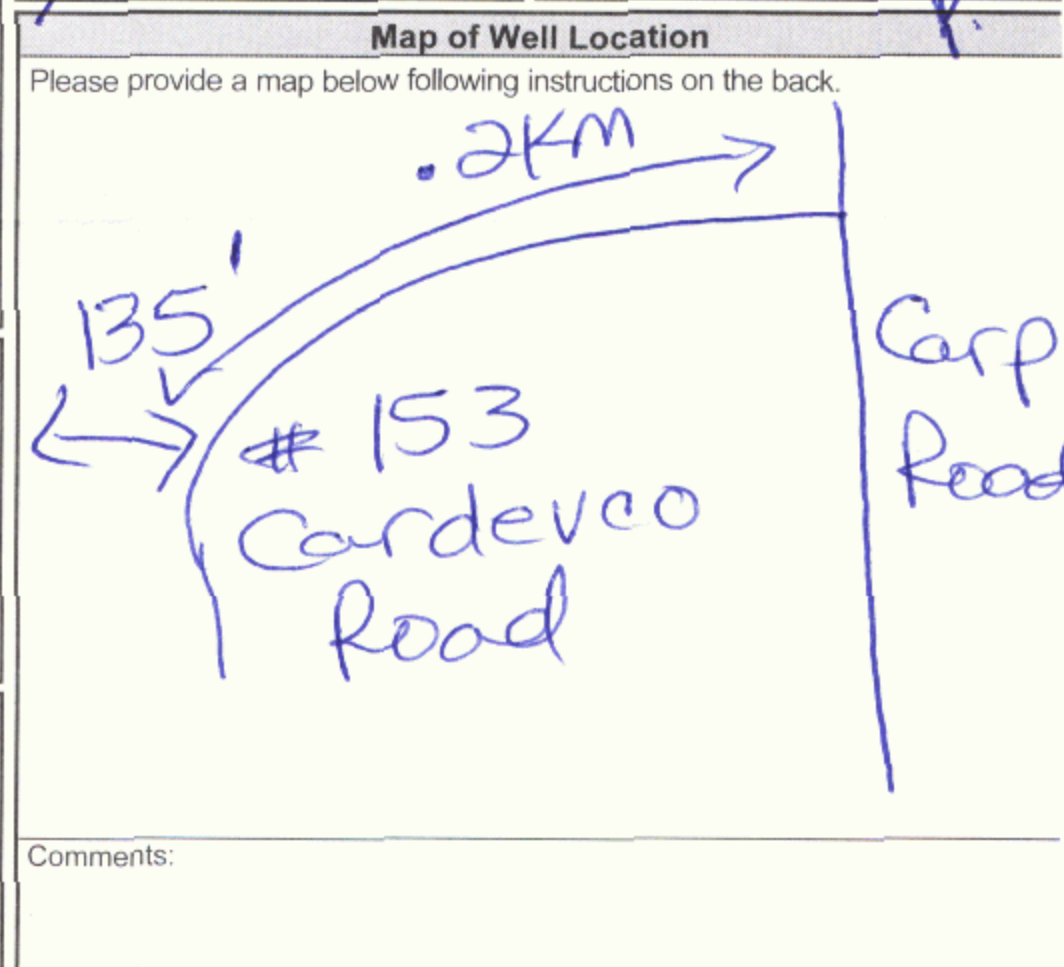 Map of Well Location
Please provide a map below following instructions on the back.
.2KM
135'
# 153
Cardevco
Road
Carp
Road
Comments: